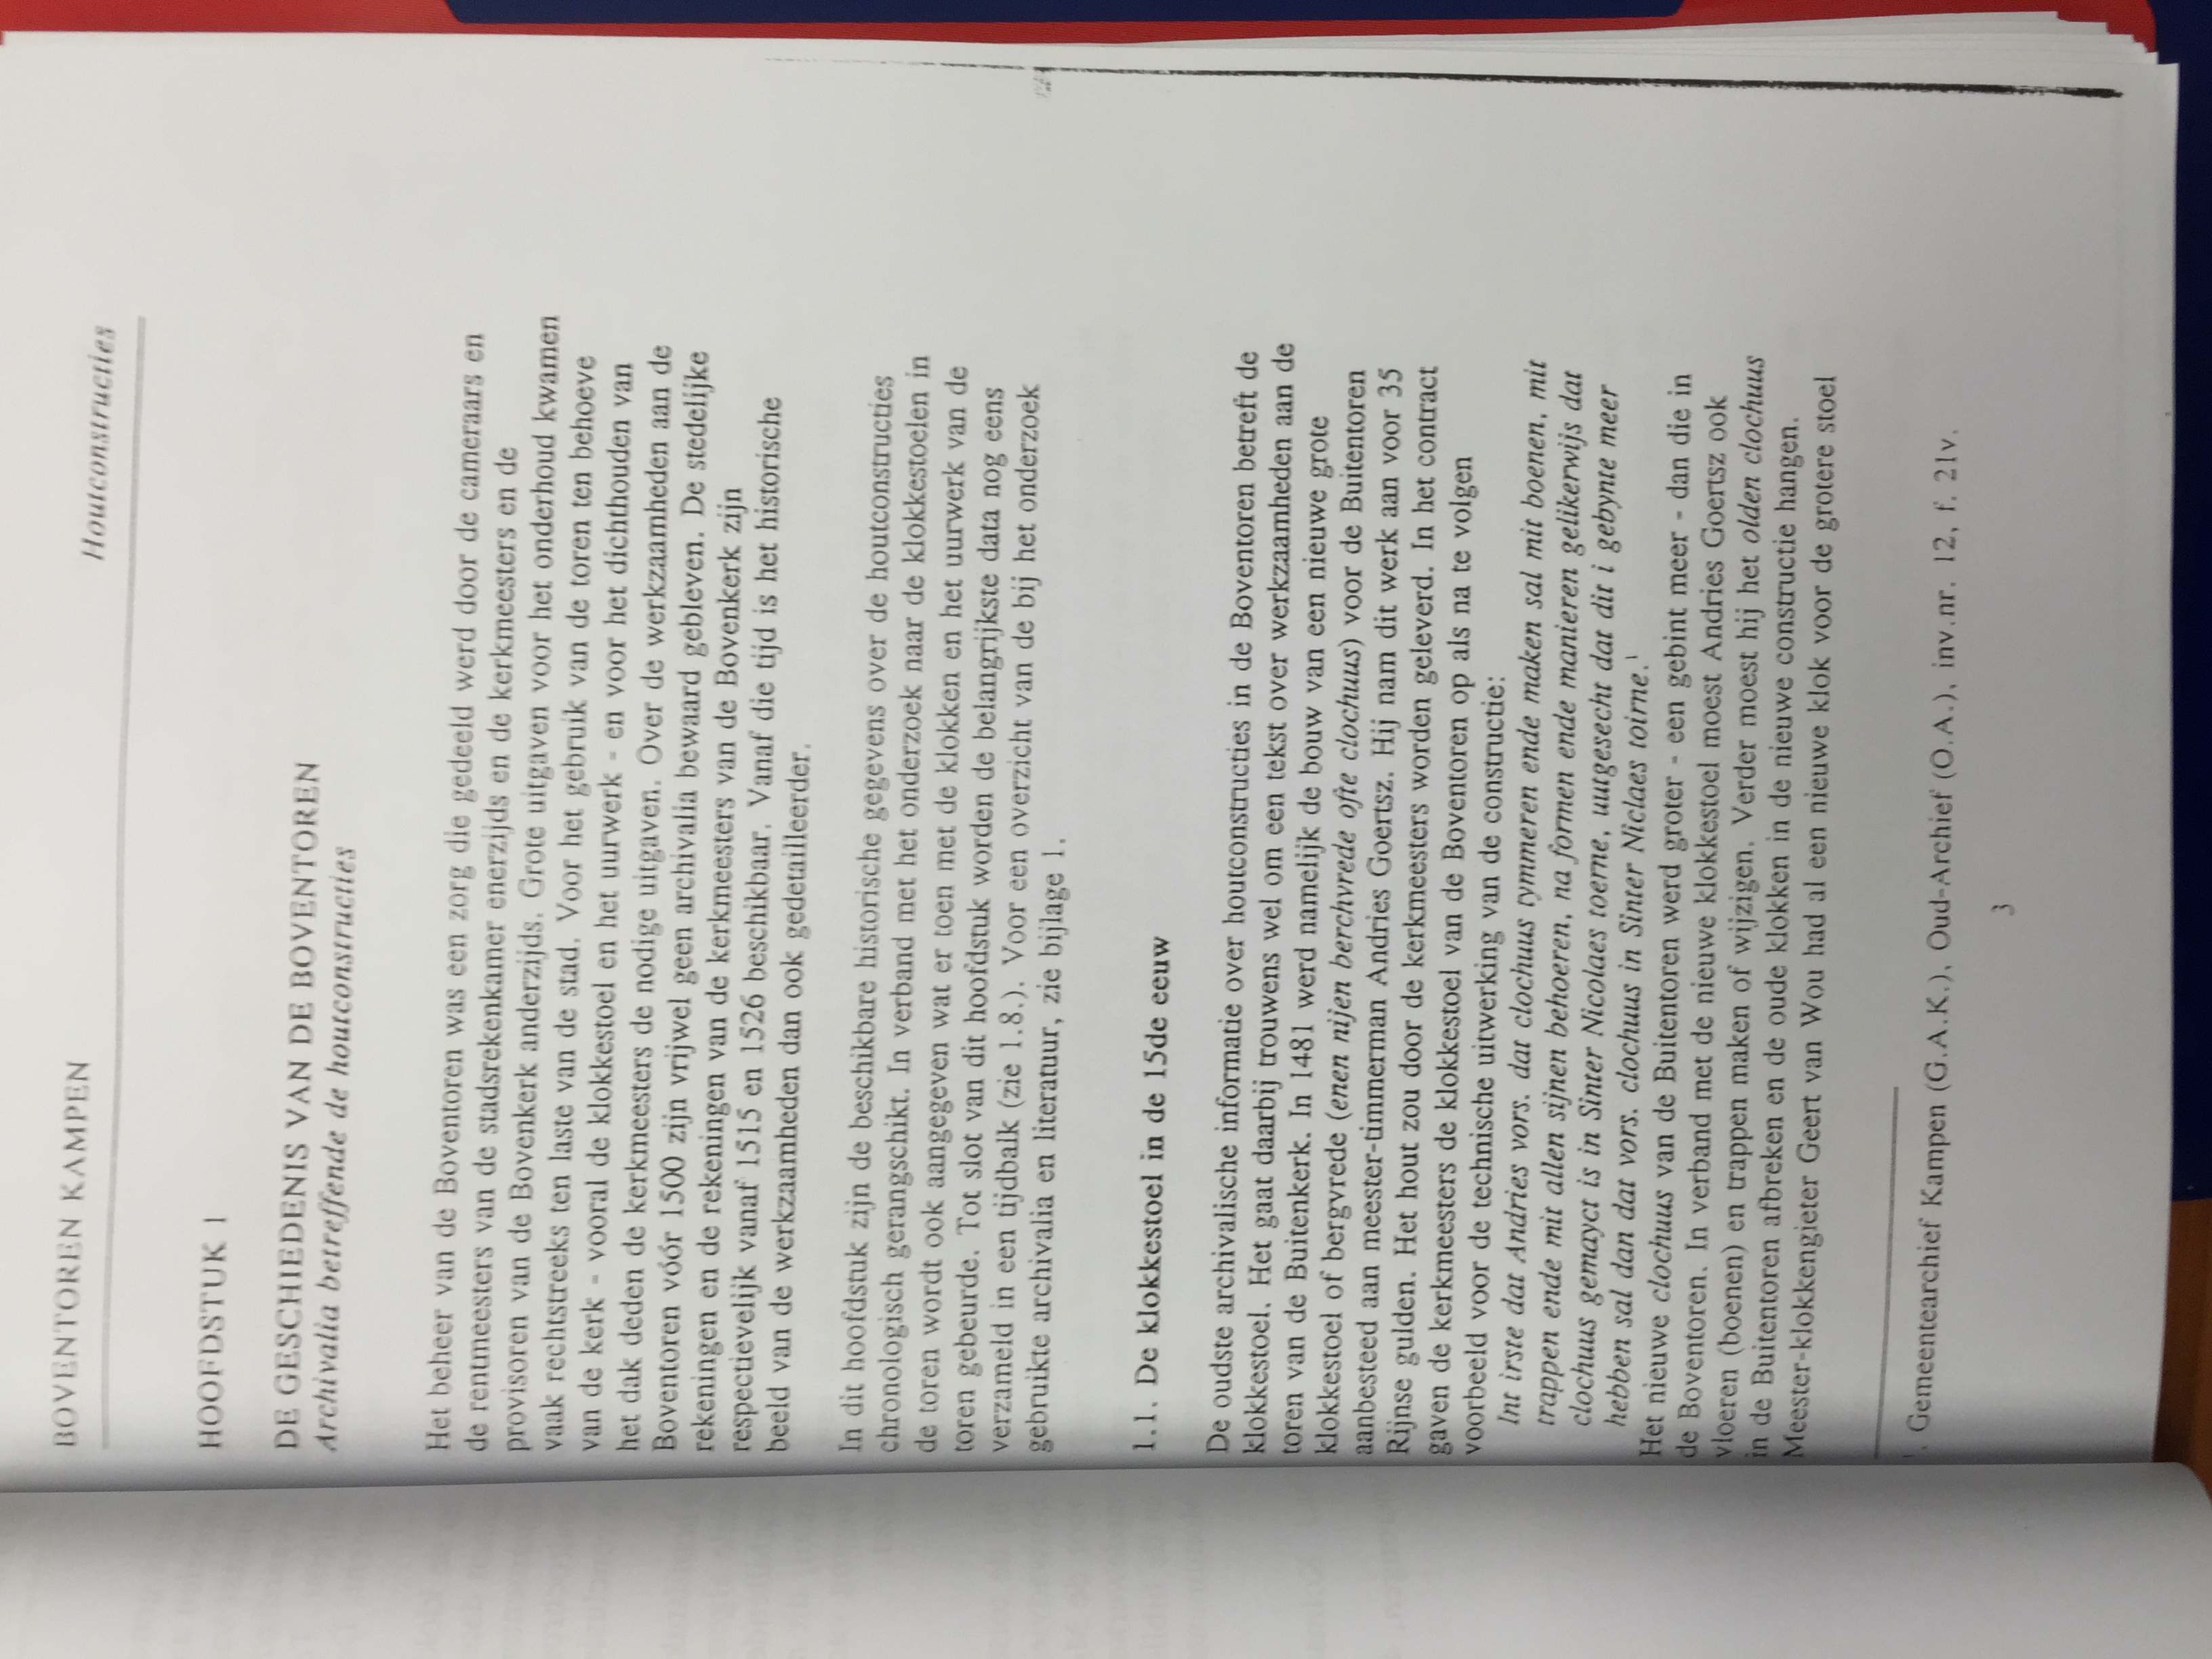 BOVENTOREN KAMPEN Houtconstructies
HOOFDSTUK 1
DE GESCHIEDENIS VAN DE BOVENTOREN
Archivalia betreffende de houtconstructies
Het beheer van de Boventoren was een zorg die gedeeld werd door de cameraars en
de rentmeesters van de stadsrekenkamer enerzijds en de kerkmeesters en de
provisoren van de Bovenkerk anderzijds. Grote uitgaven voor het onderhoud kwamen
vaak rechtstreeks ten laste van de stad. Voor het gebruik van de toren ten behoeve
van de kerk - vooral de klokkestoel en het uurwerk - en voor het dichthouden van
het dak deden de kerkmeesters de nodige uitgaven. Over de werkzaamheden aan de
Boventoren vóór 1500 zijn vrijwel geen archivalia bewaard gebleven. De stedelijke
rekeningen en de rekeningen van de kerkmeesters van de Bovenkerk zijn
respectievelijk vanaf 1515 en 1526 beschikbaar. Vanaf die tijd is het historische
beeld van de werkzaamheden dan ook gedetailleerder.
In dit hoofdstuk zijn de beschikbare historische gegevens over de houtconstructies
chronologisch gerangschikt. In verband met het onderzoek naar de klokkestoelen in
de toren wordt ook aangegeven wat er toen met de klokken en het uurwerk van de
toren gebeurde. Tot slot van dit hoofdstuk worden de belangrijkste data nog eens
verzameld in een tijdbalk (zie 1.8.). Voor een overzicht van de bij het onderzoek
gebruikte archivalia en literatuur, zie bijlage 1.
1.1. De klokkestoel in de 15de eeuw
De oudste archivalische informatie over houtconstructies in de Boventoren betreft de
klokkestoel. Het gaat daarbij trouwens wel om een tekst over werkzaamheden aan de
toren van de Buitenkerk. In 1481 werd namelijk de bouw van een nieuwe grote
klokkestoel of bergvrede (enen nijen berchvrede ofte clochuus) voor de Buitentoren
aanbesteed aan meester-timmerman Andries Goertsz. Hij nam dit werk aan voor 35
Rijnse gulden. Het hout zou door de kerkmeesters worden geleverd. In het contract
gaven de kerkmeesters de klokkestoel van de Boventoren op als na te volgen
voorbeeld voor de technische uitwerking van de constructie:
Int irste dat Andries vors. dat clochuus tymmeren ende maken sal mit boenen, mit
trappen ende mit allen sijnen behoeren, na formen ende manieren gelikerwijs dat
clochuus gemayct is in Sinter Nicolaes toerne, uutgesecht dat dit i gebyne meer
hebben sal dan dat vors. clochuus in Sinter Niclaes toirne.¹
Het nieuwe clochuus van de Buitentoren werd groter - een gebint meer - dan die in
de Boventoren. In verband met de nieuwe klokkestoel moest Andries Goertsz ook
vloeren (boenen) en trappen maken of wijzigen. Verder moest hij het olden clochuus
in de Buitentoren afbreken en de oude klokken in de nieuwe constructie hangen.
Meester-klokkengieter Geert van Wou had al een nieuwe klok voor de grotere stoel
¹. Gemeentearchief Kampen (G.A.K.), Oud-Archief (O.A.), inv.nr. 12, f. 21v.
3